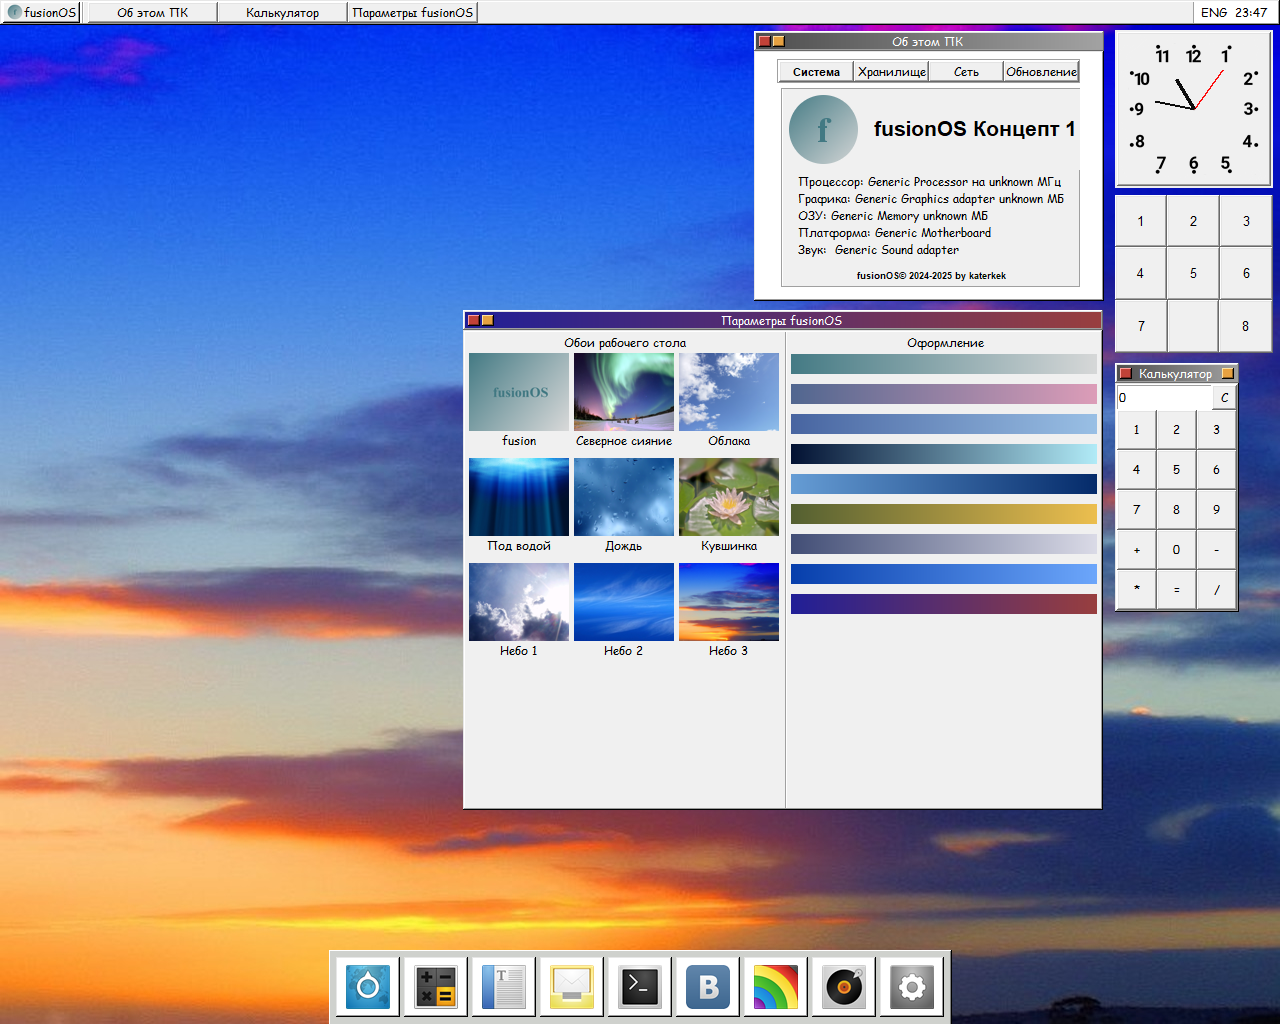 fusionOS
Об этом ПК
Калькулятор
Параметры fusionOS
ENG 23:47
Об этом ПК
Система
Хранилище
Сеть
Обновление
f
fusionOS Концепт 1
Процессор: Generic Processor на unknown МГц
Графика: Generic Graphics adapter unknown МБ
ОЗУ: Generic Memory unknown МБ
Платформа: Generic Motherboard
Звук: Generic Sound adapter
fusionOS© 2024-2025 by katerkek
11 12 1
10 2
9 3
8 4
7 6 5
1 2 3
4 5 6
7 8
Параметры fusionOS
Обои рабочего стола
fusionOS
fusion
Северное сияние
Облака
Под водой
Дождь
Кувшинка
Небо 1
Небо 2
Небо 3
Оформление
Калькулятор
0 C
1 2 3
4 5 6
7 8 9
+ 0 -
* = /
T
>_
B